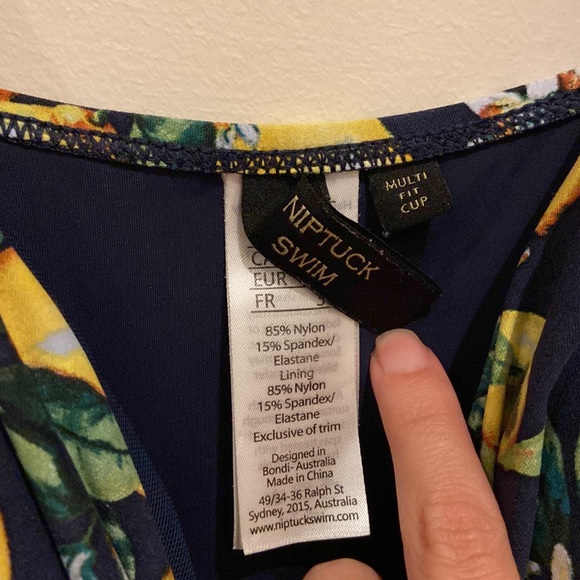 NIPTUCK
SWIM
MULTI
FIT
CUP
CA
EUR
FR
85% Nylon
15% Spandex/
Elastane
Lining
85% Nylon
15% Spandex/
Elastane
Exclusive of trim
Designed in
Bondi- Australia
Made in China
49/34-36 Ralph St
Sydney, 2015, Australia
www.niptuckswim.com